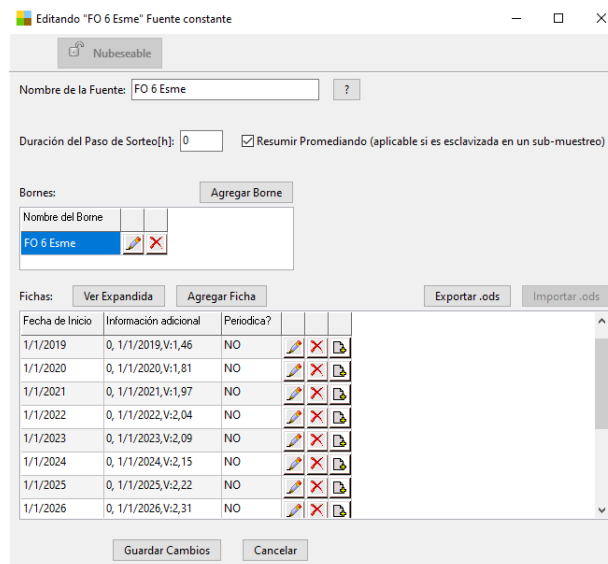 Editando "FO 6 Esme" Fuente constante
Nubeseable
Nombre de la Fuente: FO 6 Esme ?
Duración del Paso de Sorteo[h]: 0 Resumir Promediando (aplicable si es esclavizada en un sub-muestreo)
Bornes: Agregar Borne
Nombre del Borne
FO 6 Esme
Fichas: Ver Expandida Agregar Ficha Exportar .ods Importar .ods
Fecha de Inicio Información adicional Periodica?
1/1/2019 0, 1/1/2019,V:1,46 NO
1/1/2020 0, 1/1/2020,V:1,81 NO
1/1/2021 0, 1/1/2021,V:1,97 NO
1/1/2022 0, 1/1/2022,V:2,04 NO
1/1/2023 0, 1/1/2023,V:2,09 NO
1/1/2024 0, 1/1/2024,V:2,15 NO
1/1/2025 0, 1/1/2025,V:2,22 NO
1/1/2026 0, 1/1/2026,V:2,31 NO
Guardar Cambios Cancelar